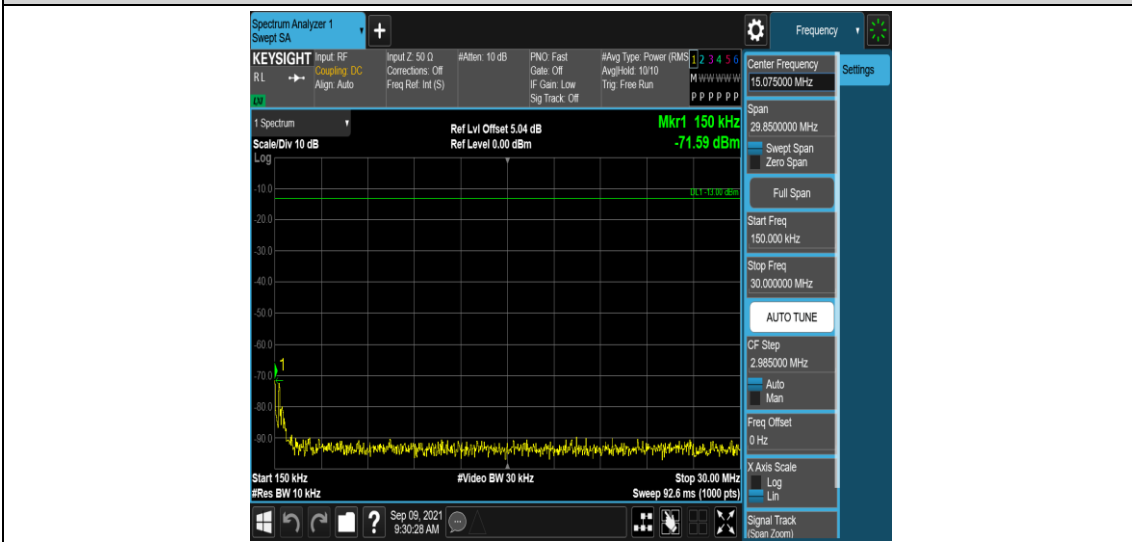 Spectrum Analyzer 1
Swept SA
+
Frequency
KEYSIGHT
RL
LXI
Input: RF
Coupling: DC
Align: Auto
Input Z: 50 Ω
Corrections: Off
Freq Ref: Int (S)
#Atten: 10 dB
PNO: Fast
Gate: Off
IF Gain: Low
Sig Track: Off
#Avg Type: Power (RMS
Avg|Hold: 10/10
Trig: Free Run
1 2 3 4 5 6
M W W W W W
P P P P P P
1 Spectrum
Scale/Div 10 dB
Log
Ref Lvl Offset 5.04 dB
Ref Level 0.00 dBm
Mkr1 150 kHz
-71.59 dBm
DL1 -13.00 dBm
-10.0
-20.0
-30.0
-40.0
-50.0
-60.0
1
-70.0
-80.0
-90.0
Start 150 kHz
#Video BW 30 kHz
Stop 30.00 MHz
#Res BW 10 kHz
Sweep 92.6 ms (1000 pts)
Center Frequency
15.075000 MHz
Settings
Span
29.8500000 MHz
Swept Span
Zero Span
Full Span
Start Freq
150.000 kHz
Stop Freq
30.000000 MHz
AUTO TUNE
CF Step
2.985000 MHz
Auto
Man
Freq Offset
0 Hz
X Axis Scale
Log
Lin
Signal Track
(Span Zoom)
?
Sep 09, 2021
9:30:28 AM